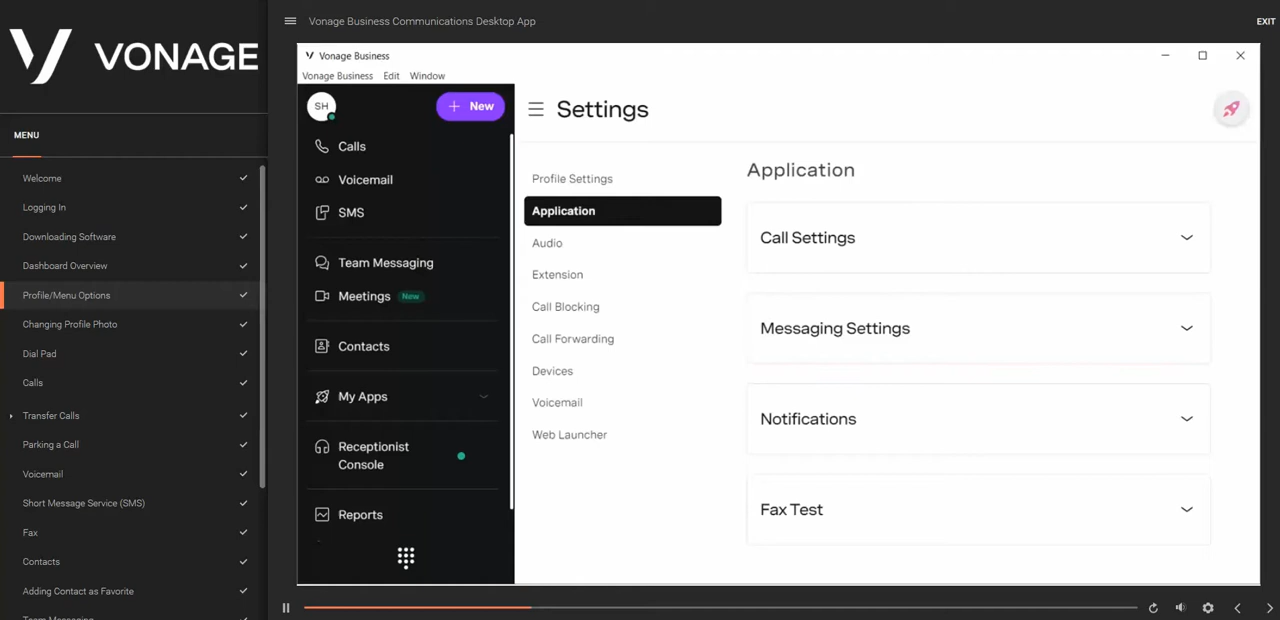 VONAGE
MENU
Welcome
Logging In
Downloading Software
Dashboard Overview
Profile/Menu Options
Changing Profile Photo
Dial Pad
Calls
Transfer Calls
Parking a Call
Voicemail
Short Message Service (SMS)
Fax
Contacts
Adding Contact as Favorite
Team Messaging
Vonage Business Communications Desktop App
EXIT
Vonage Business
Vonage Business Edit Window
SH
New
Calls
Voicemail
SMS
Team Messaging
Meetings New
Contacts
My Apps
Receptionist
Console
Reports
Settings
Profile Settings
Application
Audio
Extension
Call Blocking
Call Forwarding
Devices
Voicemail
Web Launcher
Application
Call Settings
Messaging Settings
Notifications
Fax Test